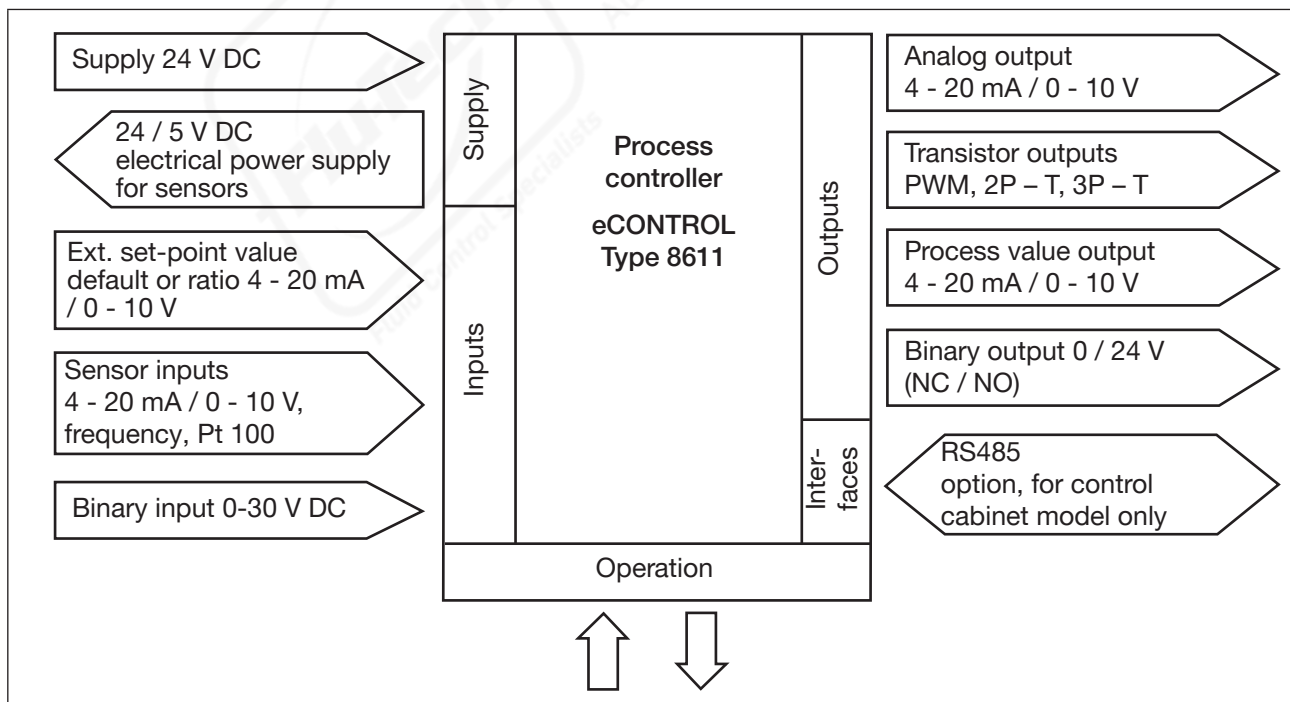 Supply 24 V DC
24 / 5 V DC
electrical power supply
for sensors
Ext. set-point value
default or ratio 4 - 20 mA
/ 0 - 10 V
Sensor inputs
4 - 20 mA / 0 - 10 V,
frequency, Pt 100
Binary input 0-30 V DC
Supply
Inputs
Process
controller
eCONTROL
Type 8611
Outputs
Inter-
faces
Operation
Analog output
4 - 20 mA / 0 - 10 V
Transistor outputs
PWM, 2P – T, 3P – T
Process value output
4 - 20 mA / 0 - 10 V
Binary output 0 / 24 V
(NC / NO)
RS485
option, for control
cabinet model only
Fluid Control Specialists